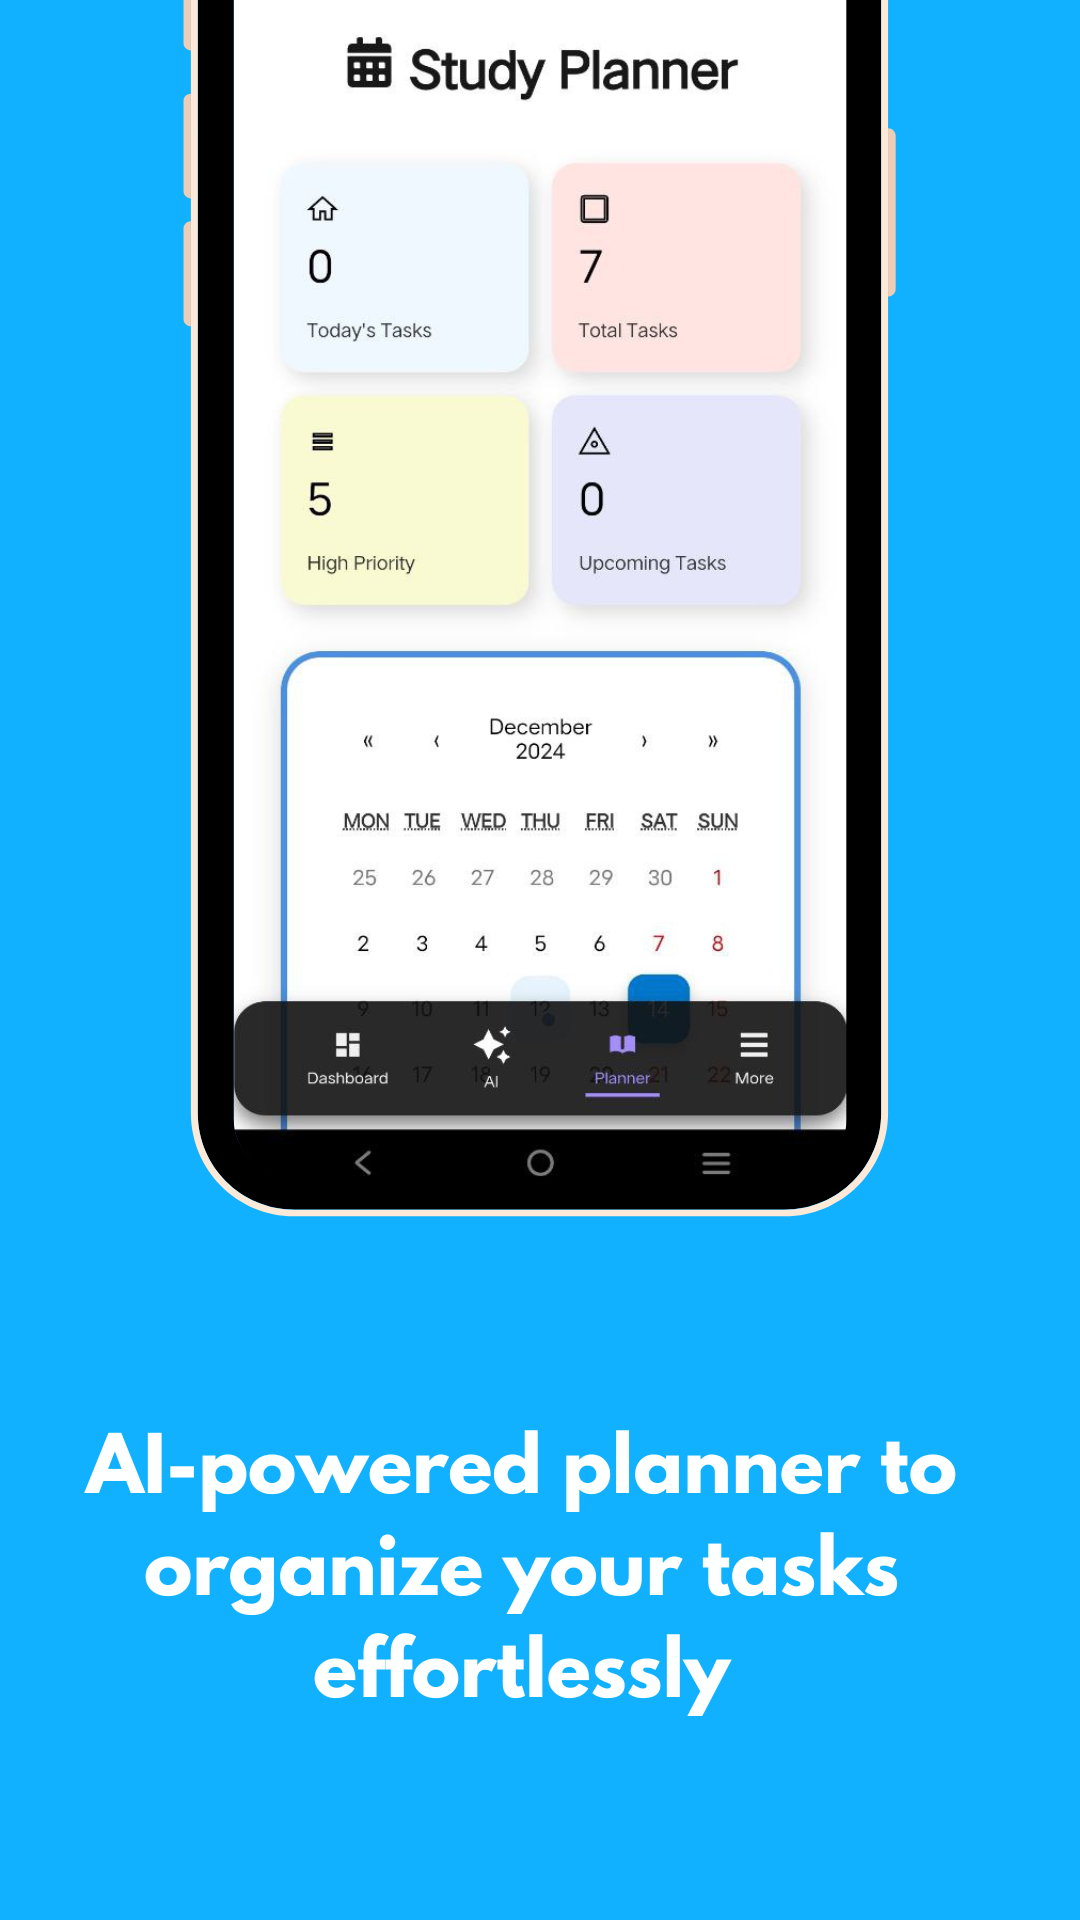 Study Planner
0
7
Today's Tasks
Total Tasks
5
0
High Priority
Upcoming Tasks
« ‹ December 2024 › »
MON TUE WED THU FRI SAT SUN
25 26 27 28 29 30 1
2 3 4 5 6 7 8
9 10 11 12 13 14 15
16 17 18 19 20 21 22
Dashboard AI Planner More
AI-powered planner to
organize your tasks
effortlessly